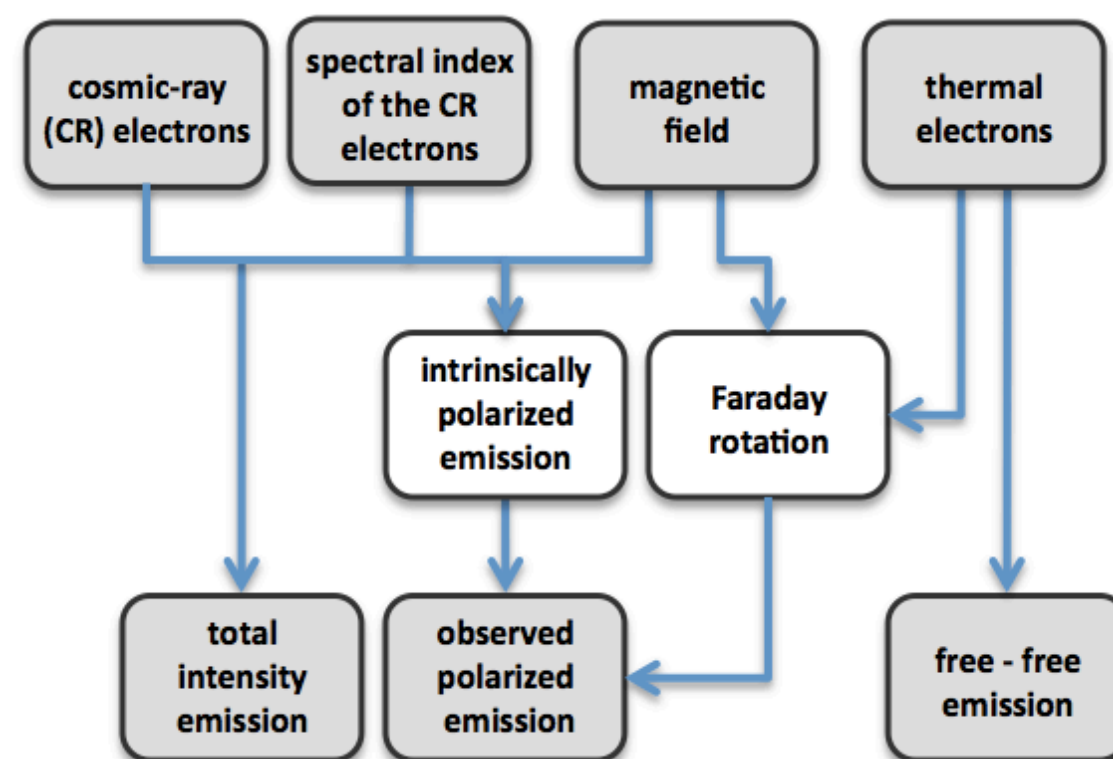 cosmic-ray
(CR) electrons
spectral index
of the CR
electrons
magnetic
field
thermal
electrons
intrinsically
polarized
emission
Faraday
rotation
total
intensity
emission
observed
polarized
emission
free - free
emission